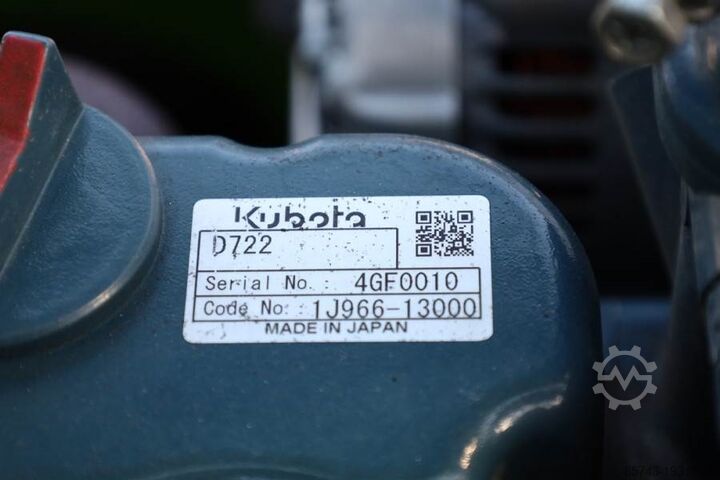 Kubota
D722
Serial No. : 4GF0010
Code No. : 1J966-13000
MADE IN JAPAN